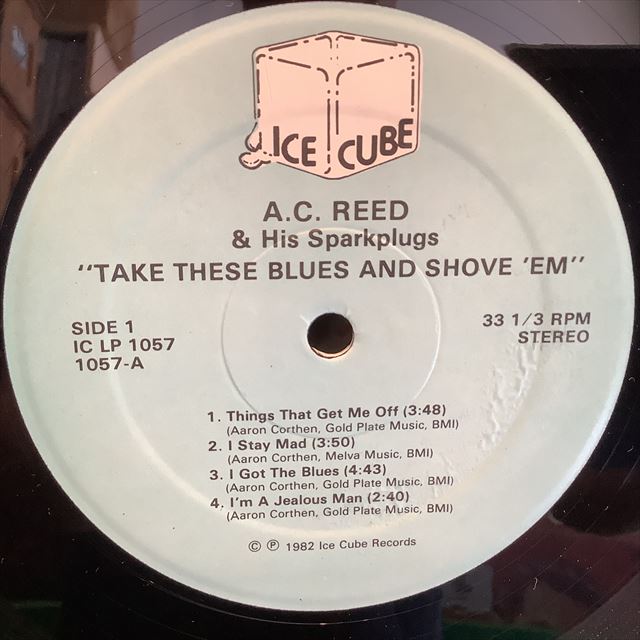 ICE CUBE
A.C. REED
& His Sparkplugs
"TAKE THESE BLUES AND SHOVE 'EM"
SIDE 1
IC LP 1057
1057-A
33 1/3 RPM
STEREO
1. Things That Get Me Off (3:48)
(Aaron Corthen, Gold Plate Music, BMI)
2. I Stay Mad (3:50)
(Aaron Corthen, Melva Music, BMI)
3. I Got The Blues (4:43)
(Aaron Corthen, Gold Plate Music, BMI)
4. I'm A Jealous Man (2:40)
(Aaron Corthen, Gold Plate Music, BMI)
© ℗ 1982 Ice Cube Records